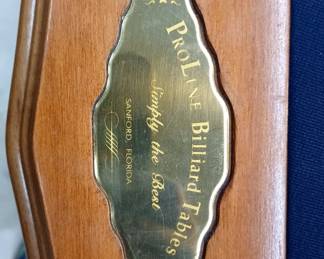 ProLine Billiard Tables
Simply the Best
SANFORD, FLORIDA